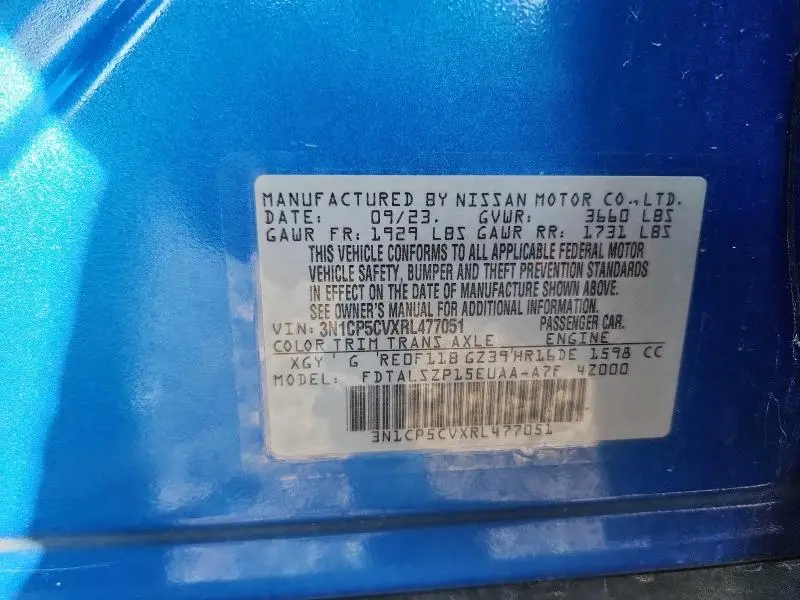 MANUFACTURED BY NISSAN MOTOR CO.,LTD.
DATE: 09/23. GVWR: 3660 LBS
GAWR FR: 1929 LBS GAWR RR: 1731 LBS
THIS VEHICLE CONFORMS TO ALL APPLICABLE FEDERAL MOTOR
VEHICLE SAFETY, BUMPER AND THEFT PREVENTION STANDARDS
IN EFFECT ON THE DATE OF MANUFACTURE SHOWN ABOVE.
SEE OWNER'S MANUAL FOR ADDITIONAL INFORMATION.
VIN: 3N1CP5CVXRL477051 PASSENGER CAR.
COLOR TRIM TRANS AXLE ENGINE
XGY G RE0F11B GZ39 HR16DE 1598 CC
MODEL: FDTALSZP15EUAA-A7F 4Z000
3N1CP5CVXRL477051